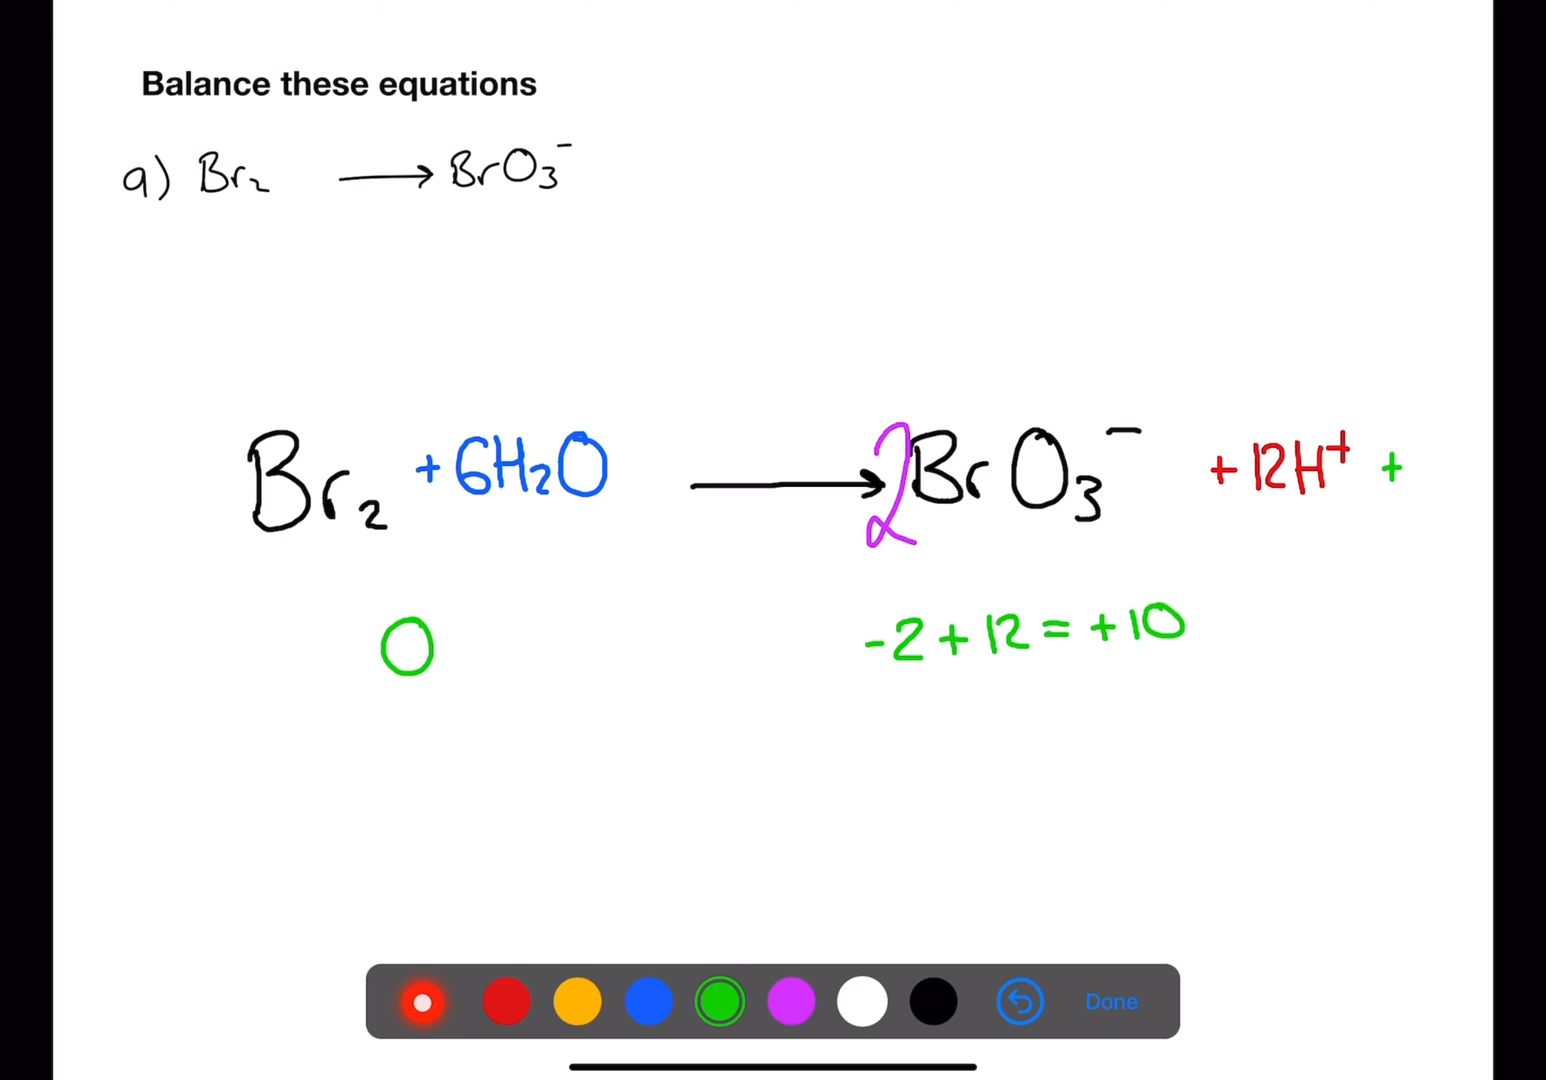 Balance these equations
a) Br₂ ⟶ BrO₃⁻
Br₂ + 6H₂O ⟶ 2BrO₃⁻ + 12H⁺ +
0 -2 + 12 = +10
Done